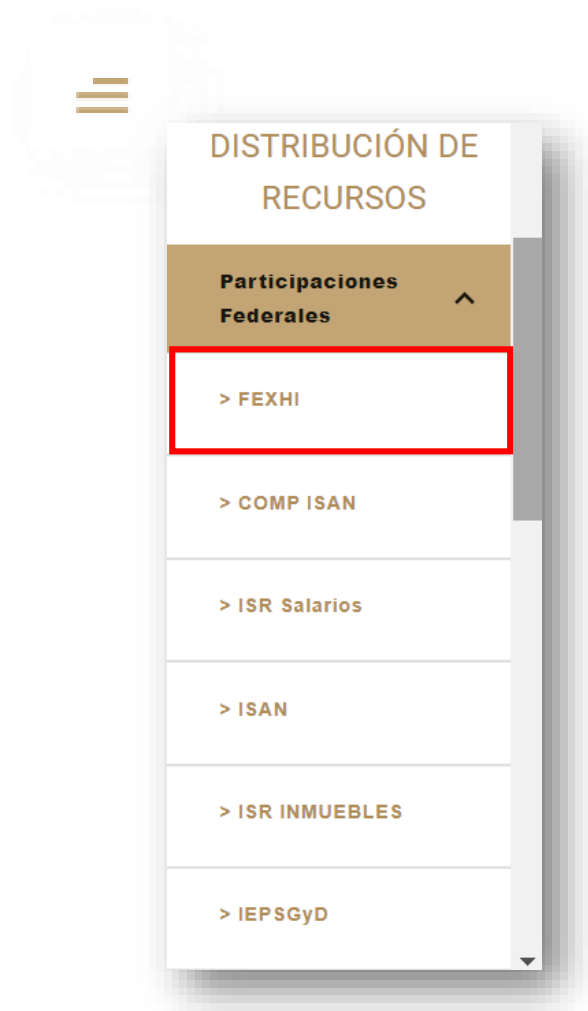 DISTRIBUCIÓN DE
RECURSOS
Participaciones
Federales
> FEXHI
> COMP ISAN
> ISR Salarios
> ISAN
> ISR INMUEBLES
> IEPSGyD